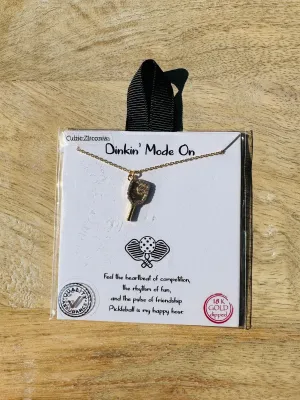 Cubic Zirconia
Dinkin' Mode On
Feel the heartbeat of competition,
the rhythm of fun,
and the pulse of friendship
Pickleball is my happy hour
QUALITY
18K
GOLD
dipped